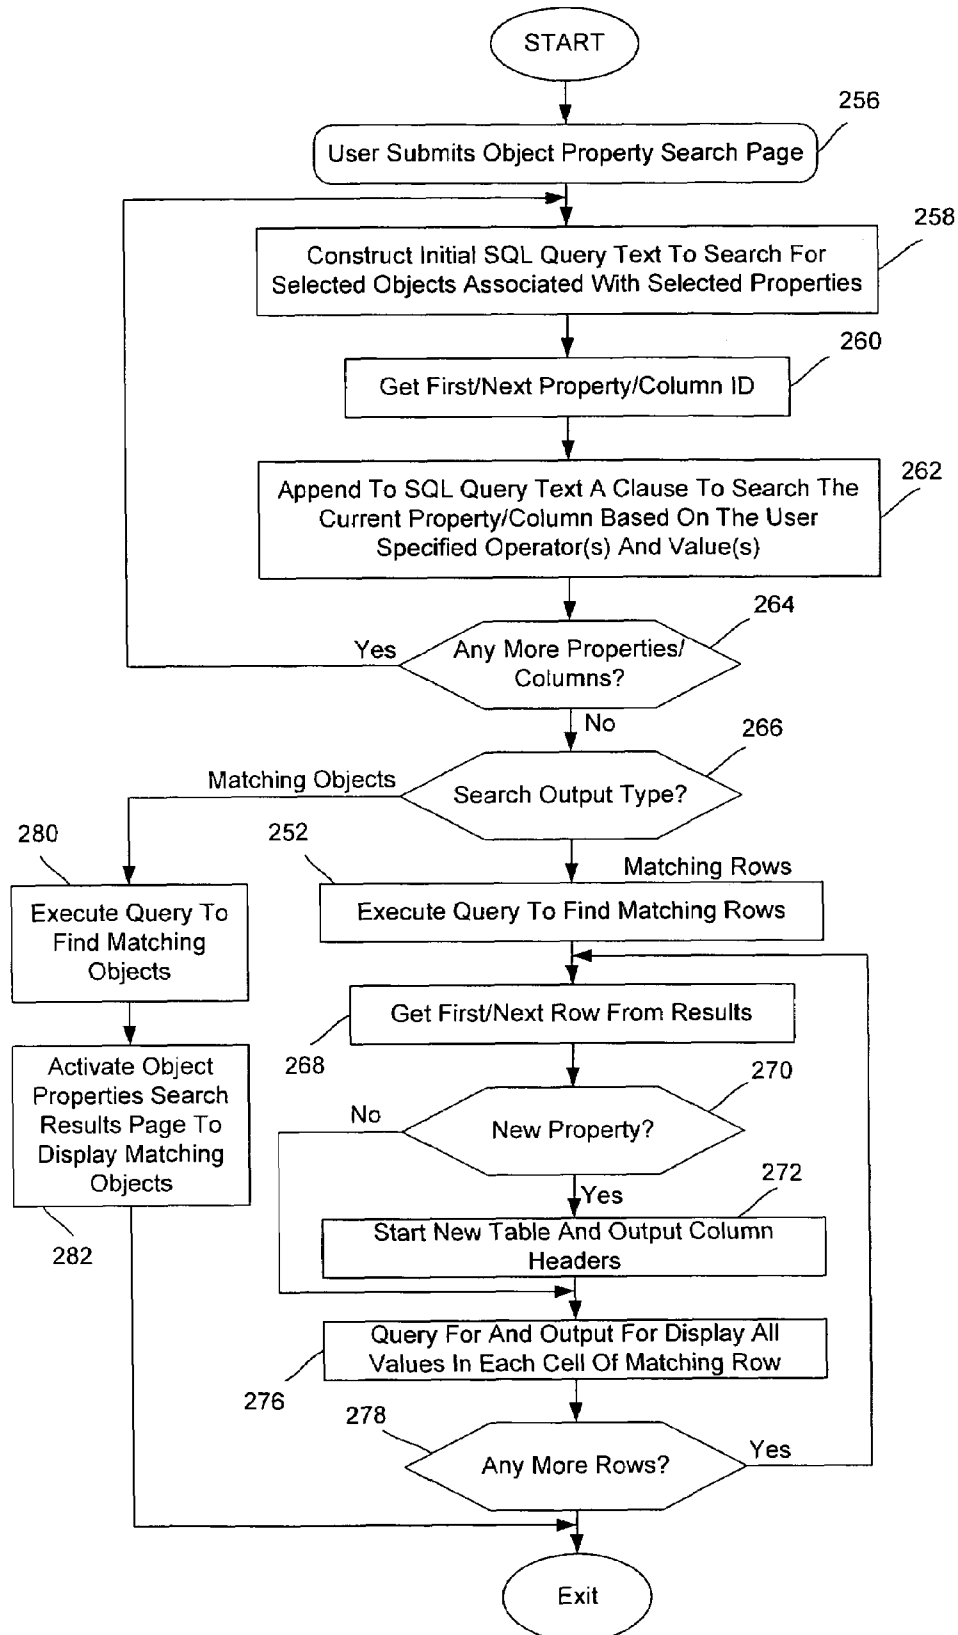 START
256
User Submits Object Property Search Page
258
Construct Initial SQL Query Text To Search For
Selected Objects Associated With Selected Properties
260
Get First/Next Property/Column ID
262
Append To SQL Query Text A Clause To Search The
Current Property/Column Based On The User
Specified Operator(s) And Value(s)
264
Yes
Any More Properties/
Columns?
No
266
Matching Objects
Search Output Type?
280
252
Matching Rows
Execute Query To
Find Matching
Objects
Execute Query To Find Matching Rows
Get First/Next Row From Results
268
Activate Object
Properties Search
Results Page To
Display Matching
Objects
282
270
No
New Property?
Yes
272
Start New Table And Output Column
Headers
Query For And Output For Display All
Values In Each Cell Of Matching Row
276
278
Any More Rows?
Yes
Exit